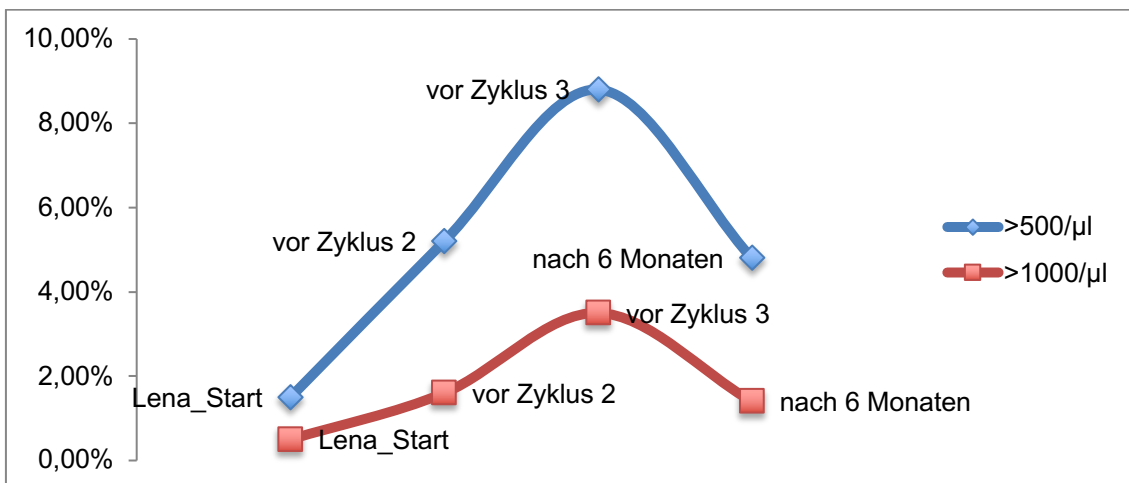 10,00%
vor Zyklus 3
8,00%
6,00%
vor Zyklus 2
>500/µl
nach 6 Monaten
>1000/µl
4,00%
vor Zyklus 3
2,00%
Lena_Start
vor Zyklus 2
nach 6 Monaten
Lena_Start
0,00%